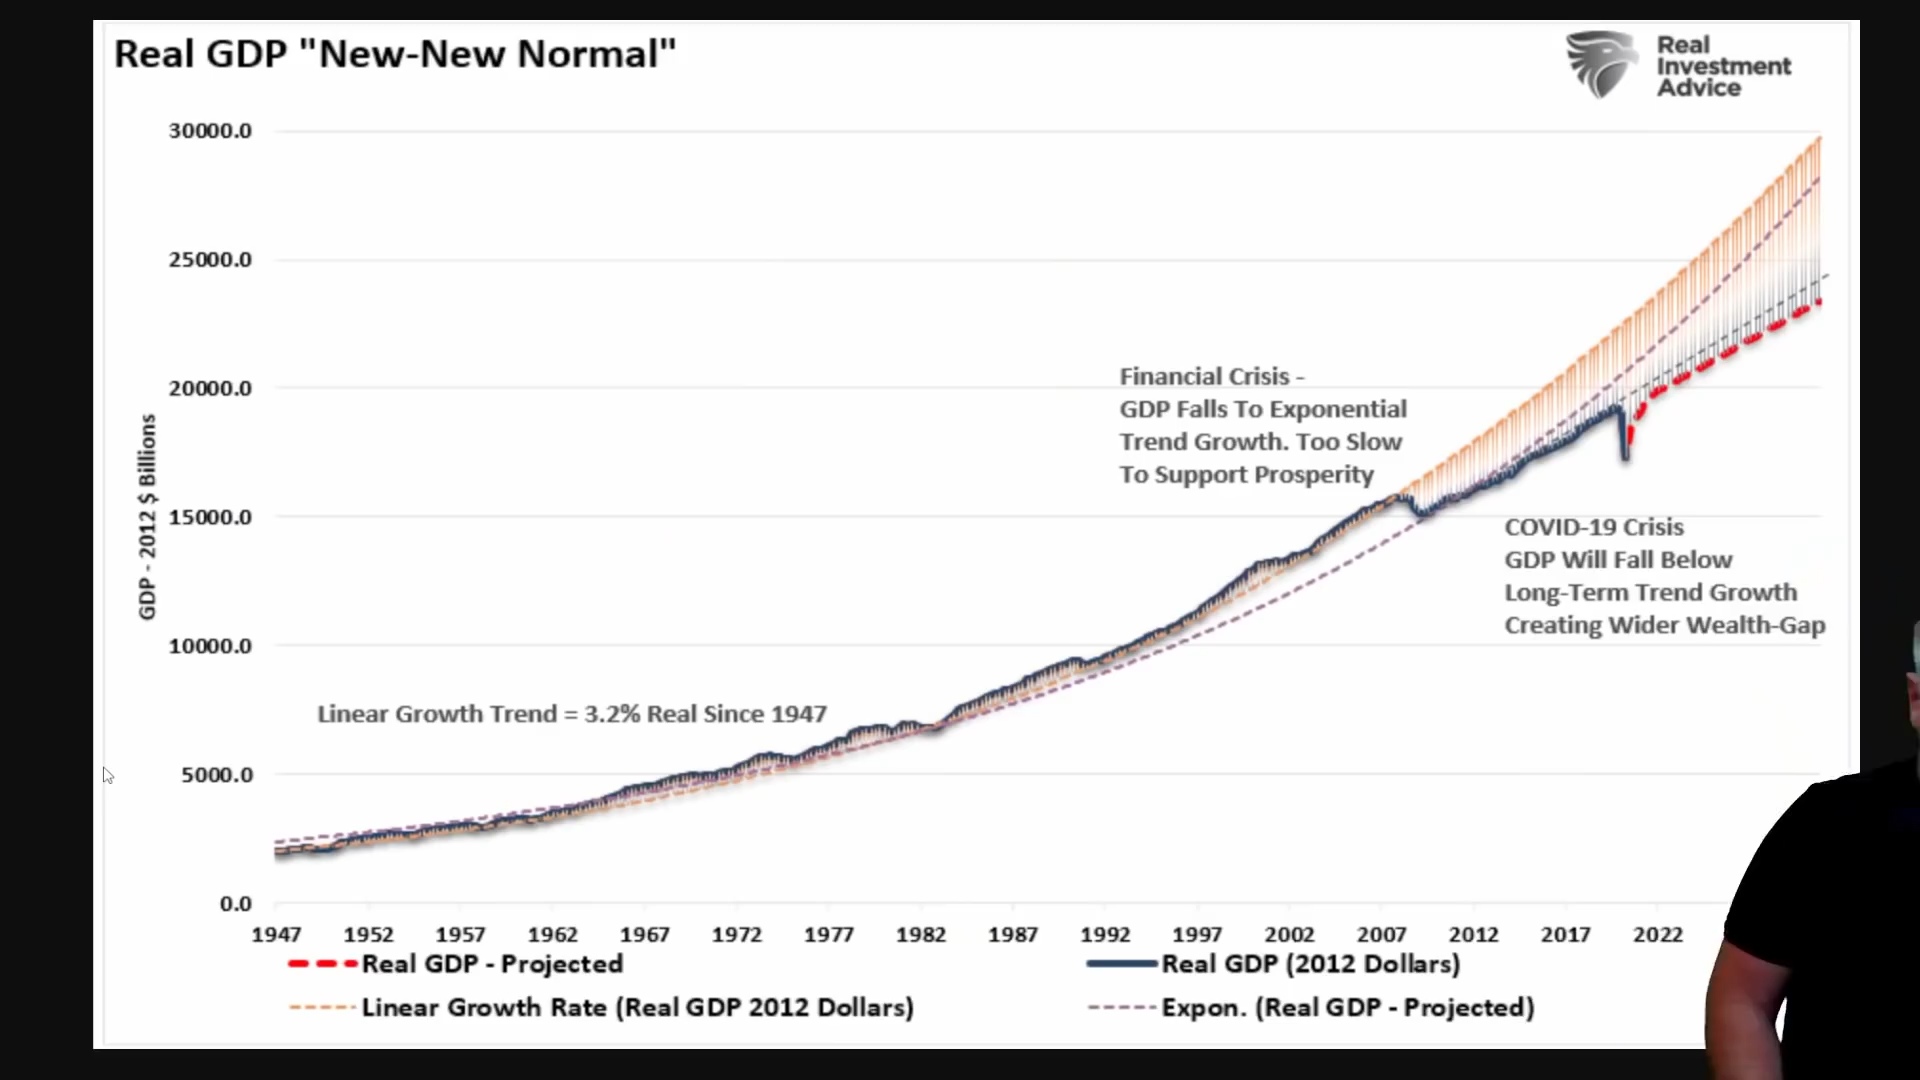 Real GDP "New-New Normal"
Real
Investment
Advice
30000.0
25000.0
20000.0
15000.0
10000.0
5000.0
0.0
GDP - 2012 $ Billions
Financial Crisis -
GDP Falls To Exponential
Trend Growth. Too Slow
To Support Prosperity
COVID-19 Crisis
GDP Will Fall Below
Long-Term Trend Growth
Creating Wider Wealth-Gap
Linear Growth Trend = 3.2% Real Since 1947
1947 1952 1957 1962 1967 1972 1977 1982 1987 1992 1997 2002 2007 2012 2017 2022
Real GDP - Projected
Real GDP (2012 Dollars)
Linear Growth Rate (Real GDP 2012 Dollars)
Expon. (Real GDP - Projected)